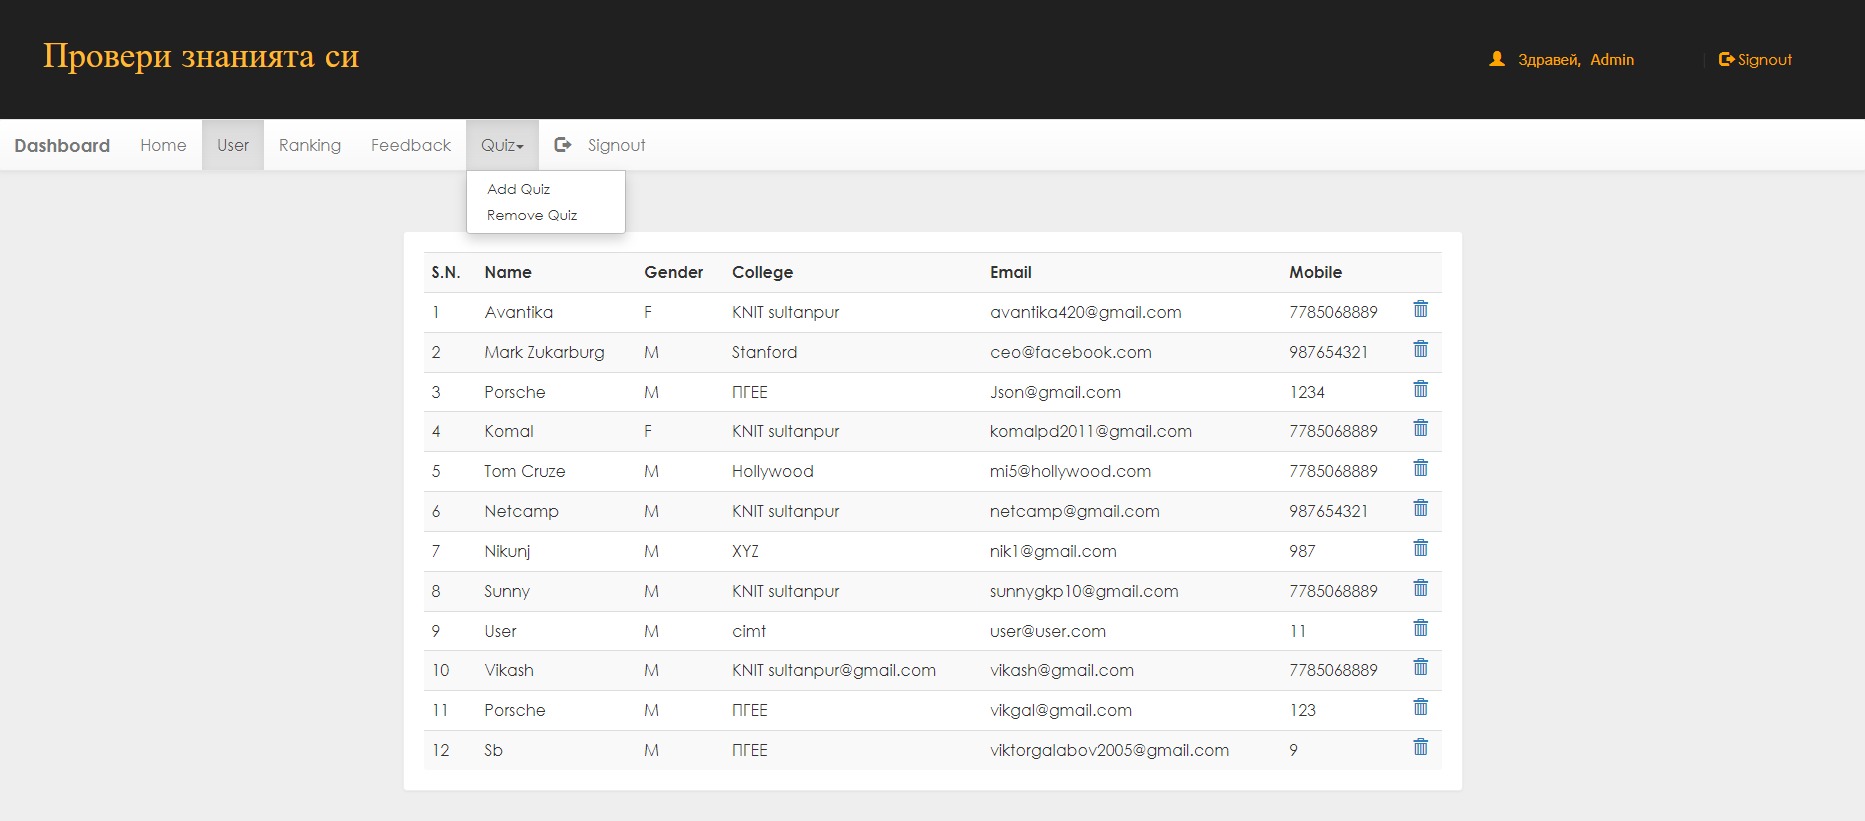 Провери знанията си
Здравей, Admin | Signout
Dashboard Home User Ranking Feedback Quiz Signout
Add Quiz
Remove Quiz
S.N. Name Gender College Email Mobile
1 Avantika F KNIT sultanpur avantika420@gmail.com 7785068889
2 Mark Zukarburg M Stanford ceo@facebook.com 987654321
3 Porsche M ПГЕЕ Json@gmail.com 1234
4 Komal F KNIT sultanpur komalpd2011@gmail.com 7785068889
5 Tom Cruze M Hollywood mi5@hollywood.com 7785068889
6 Netcamp M KNIT sultanpur netcamp@gmail.com 987654321
7 Nikunj M XYZ nik1@gmail.com 987
8 Sunny M KNIT sultanpur sunnygkp10@gmail.com 7785068889
9 User M cimt user@user.com 11
10 Vikash M KNIT sultanpur@gmail.com vikash@gmail.com 7785068889
11 Porsche M ПГЕЕ vikgal@gmail.com 123
12 Sb M ПГЕЕ viktorgalabov2005@gmail.com 9